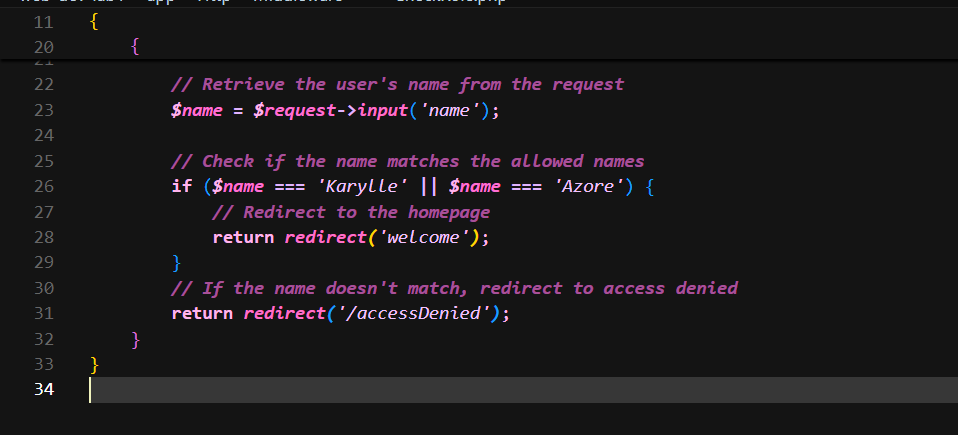 11 {
20 {
22 // Retrieve the user's name from the request
23 $name = $request->input('name');
24
25 // Check if the name matches the allowed names
26 if ($name === 'Karylle' || $name === 'Azore') {
27 // Redirect to the homepage
28 return redirect('welcome');
29 }
30 // If the name doesn't match, redirect to access denied
31 return redirect('/accessDenied');
32 }
33 }
34